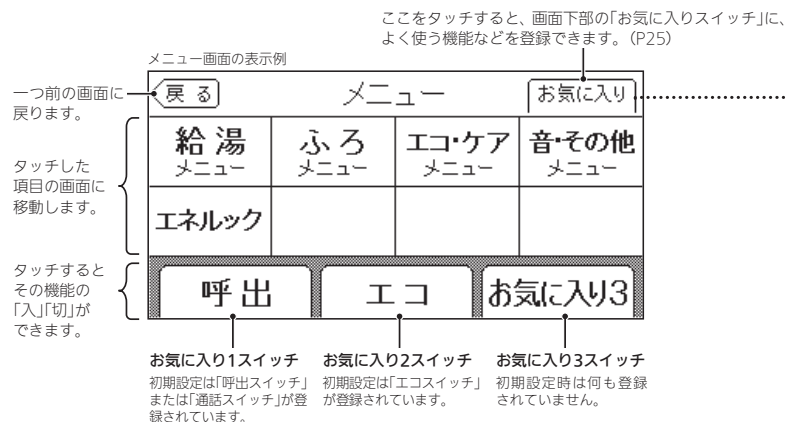 ここをタッチすると、画面下部の「お気に入りスイッチ」に、
よく使う機能などを登録できます。(P25)
メニュー画面の表示例
一つ前の画面に
戻ります。
戻る
メニュー
お気に入り
タッチした
項目の画面に
移動します。
給湯
メニュー
ふろ
メニュー
エコ・ケア
メニュー
音・その他
メニュー
エネルック
タッチすると
その機能の
「入」「切」が
できます。
呼出
エコ
お気に入り3
お気に入り1スイッチ
初期設定は「呼出スイッチ」
または「通話スイッチ」が登
録されています。
お気に入り2スイッチ
初期設定は「エコスイッチ」
が登録されています。
お気に入り3スイッチ
初期設定時は何も登録
されていません。